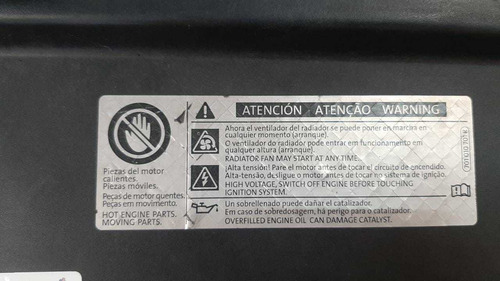 ATENCIÓN ATENÇÃO WARNING
Ahora el ventilador del radiador se puede poner en marcha en
cualquier momento (arranque).
O ventilador do radiador pode entrar em funcionamento em
qualquer altura (arranque).
RADIATOR FAN MAY START AT ANY TIME.
¡Alta tensión! Pare el motor antes de tocar el circuito de encendido.
Alta-tensão, desligue o motor antes de tocar no sistema de ignição.
HIGH VOLTAGE, SWITCH OFF ENGINE BEFORE TOUCHING
IGNITION SYSTEM.
Un sobrellenado puede dañar el catalizador.
Em caso de sobredosagem, há perigo para o catalizador.
OVERFILLED ENGINE OIL CAN DAMAGE CATALYST.
Piezas del motor
calientes.
Piezas móviles.
Peças de motor quentes.
Peças em movimento.
HOT ENGINE PARTS.
MOVING PARTS.